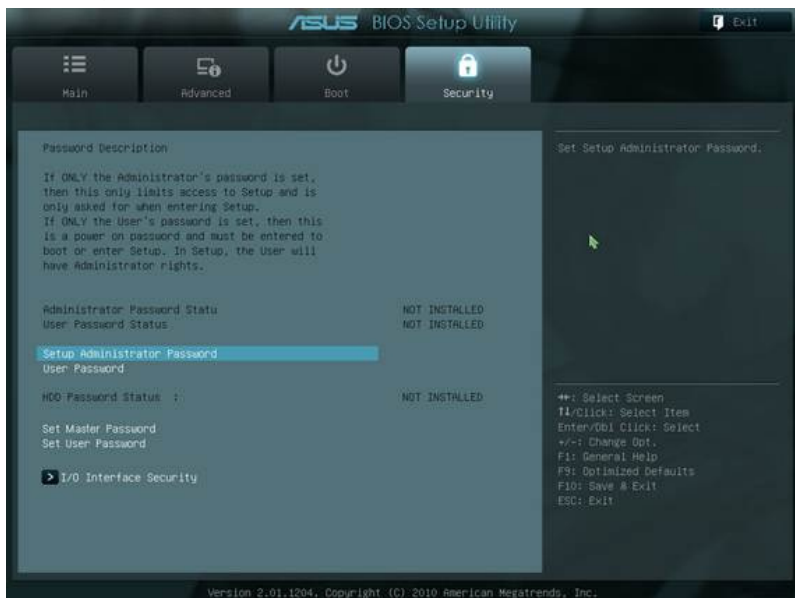 ASUS BIOS Setup Utility
Exit
Main
Advanced
Boot
Security
Password Description
If ONLY the Administrator's password is set,
then this only limits access to Setup and is
only asked for when entering Setup.
If ONLY the User's password is set, then this
is a power on password and must be entered to
boot or enter Setup. In Setup, the User will
have Administrator rights.
Administrator Password Statu NOT INSTALLED
User Password Status NOT INSTALLED
Setup Administrator Password
User Password
HDD Password Status : NOT INSTALLED
Set Master Password
Set User Password
> I/O Interface Security
Set Setup Administrator Password.
→←: Select Screen
↑↓/Click: Select Item
Enter/Dbl Click: Select
+/-: Change Opt.
F1: General Help
F9: Optimized Defaults
F10: Save & Exit
ESC: Exit
Version 2.01.1204. Copyright (C) 2010 American Megatrends, Inc.